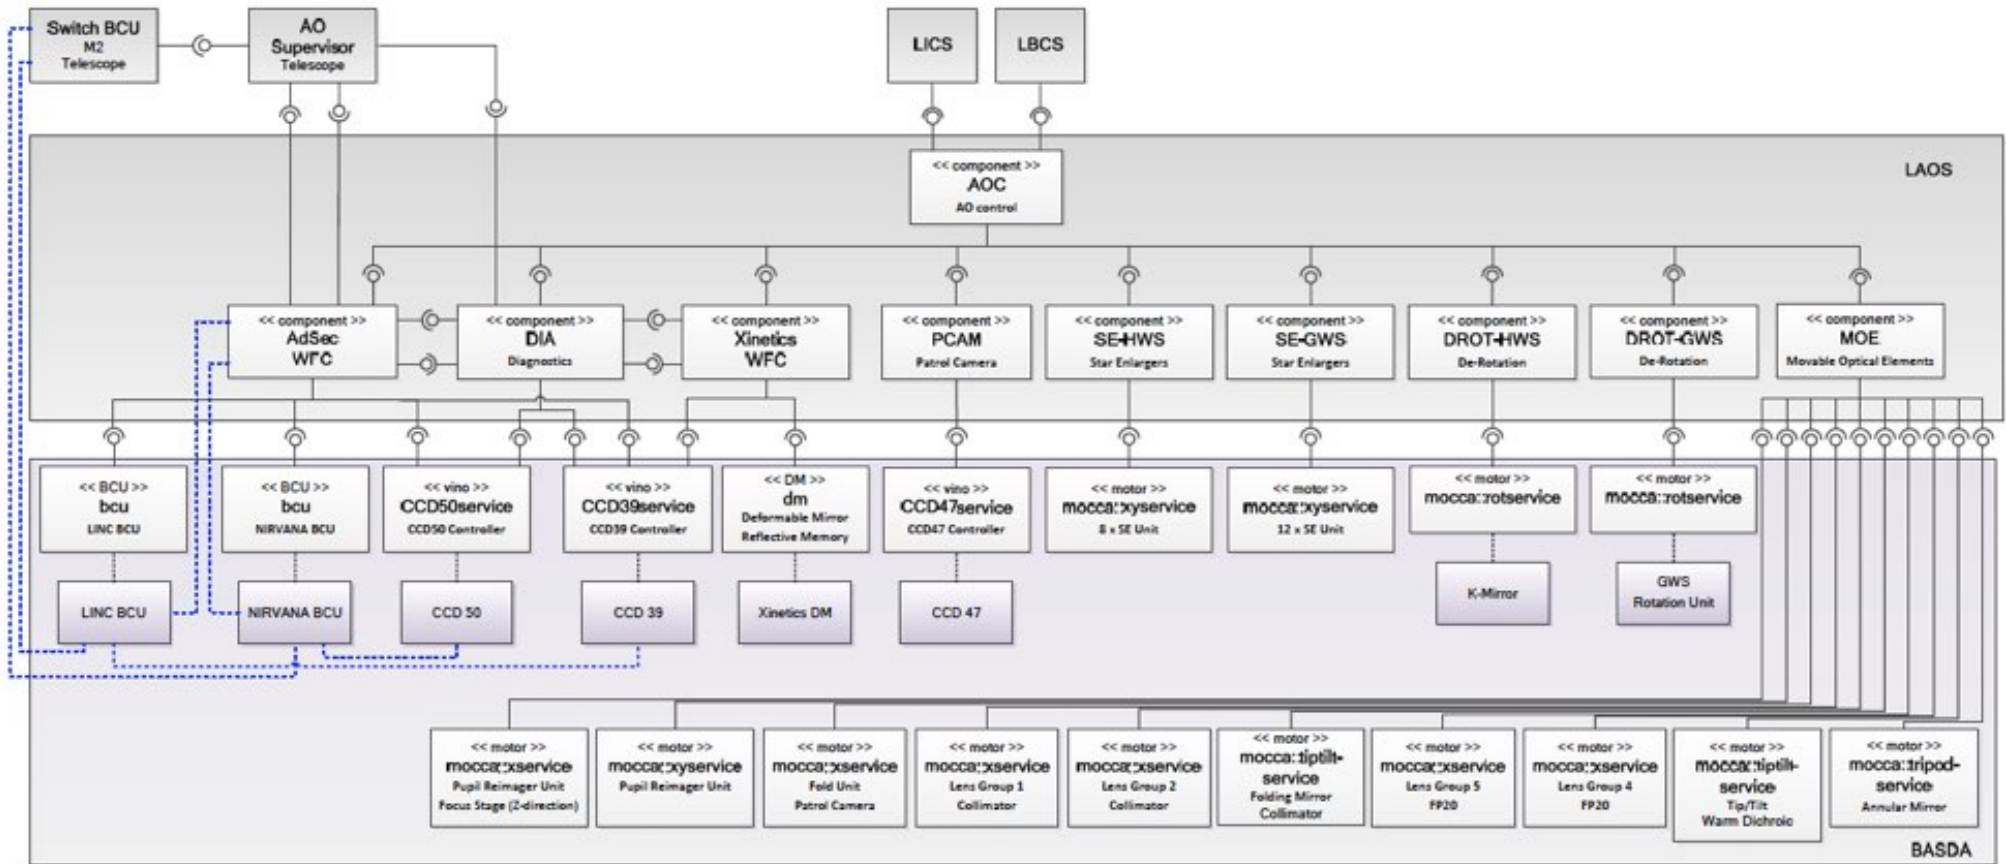 Switch BCU
M2
Telescope
AO
Supervisor
Telescope
LICS
LBCS
LAOS
<< component >>
AOC
AO control
<< component >>
AdSec
WFC
<< component >>
DIA
Diagnostics
<< component >>
Xinetics
WFC
<< component >>
PCAM
Patrol Camera
<< component >>
SE-HWS
Star Enlargers
<< component >>
SE-GWS
Star Enlargers
<< component >>
DROT-HWS
De-Rotation
<< component >>
DROT-GWS
De-Rotation
<< component >>
MOE
Movable Optical Elements
<< BCU >>
bcu
LINC BCU
<< BCU >>
bcu
NIRVANA BCU
<< vino >>
CCD50service
CCD50 Controller
<< vino >>
CCD39service
CCD39 Controller
<< DM >>
dm
Deformable Mirror
Reflective Memory
<< vino >>
CCD47service
CCD47 Controller
<< motor >>
mocca::xyservice
8 x SE Unit
<< motor >>
mocca::xyservice
12 x SE Unit
<< motor >>
mocca::rotservice
<< motor >>
mocca::rotservice
LINC BCU
NIRVANA BCU
CCD 50
CCD 39
Xinetics DM
CCD 47
K-Mirror
GWS
Rotation Unit
<< motor >>
mocca::xservice
Pupil Reimager Unit
Focus Stage (Z-direction)
<< motor >>
mocca::xyservice
Pupil Reimager Unit
<< motor >>
mocca::xservice
Fold Unit
Patrol Camera
<< motor >>
mocca::xservice
Lens Group 1
Collimator
<< motor >>
mocca::xservice
Lens Group 2
Collimator
<< motor >>
mocca::tiptilt-
service
Folding Mirror
Collimator
<< motor >>
mocca::xservice
Lens Group 5
FP20
<< motor >>
mocca::xservice
Lens Group 4
FP20
<< motor >>
mocca::tiptilt-
service
Tip/Tilt
Warm Dichroic
<< motor >>
mocca::tripod-
service
Annular Mirror
BASDA